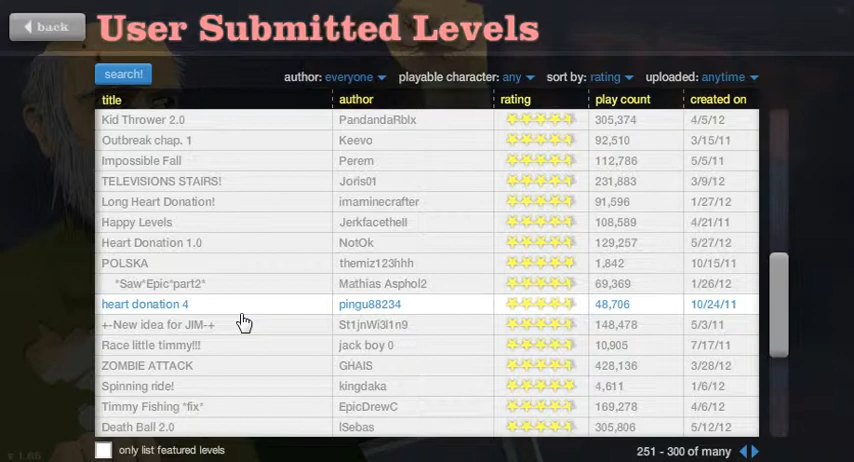 back User Submitted Levels
search! author: everyone playable character: any sort by: rating uploaded: anytime
title author rating play count created on
Kid Thrower 2.0 PandandaRblx 305,374 4/5/12
Outbreak chap. 1 Keevo 92,510 3/15/11
Impossible Fall Perem 112,786 5/5/11
TELEVISIONS STAIRS! Joris01 231,883 3/9/12
Long Heart Donation! imaminecrafter 91,596 1/27/12
Happy Levels Jerkfacethell 108,589 4/21/11
Heart Donation 1.0 NotOk 129,257 5/27/12
POLSKA themiz123hhh 1,842 10/15/11
*Saw*Epic*part2* Mathias Asphol2 69,369 1/26/12
heart donation 4 pingu88234 48,706 10/24/11
+-New idea for JIM-+ St1jnWi3l1n9 148,478 5/3/11
Race little timmy!!! jack boy 0 10,905 7/17/11
ZOMBIE ATTACK GHAIS 428,136 3/28/12
Spinning ride! kingdaka 4,611 1/6/12
Timmy Fishing *fix* EpicDrewC 169,278 4/6/12
Death Ball 2.0 lSebas 305,806 5/12/12
only list featured levels 251 - 300 of many